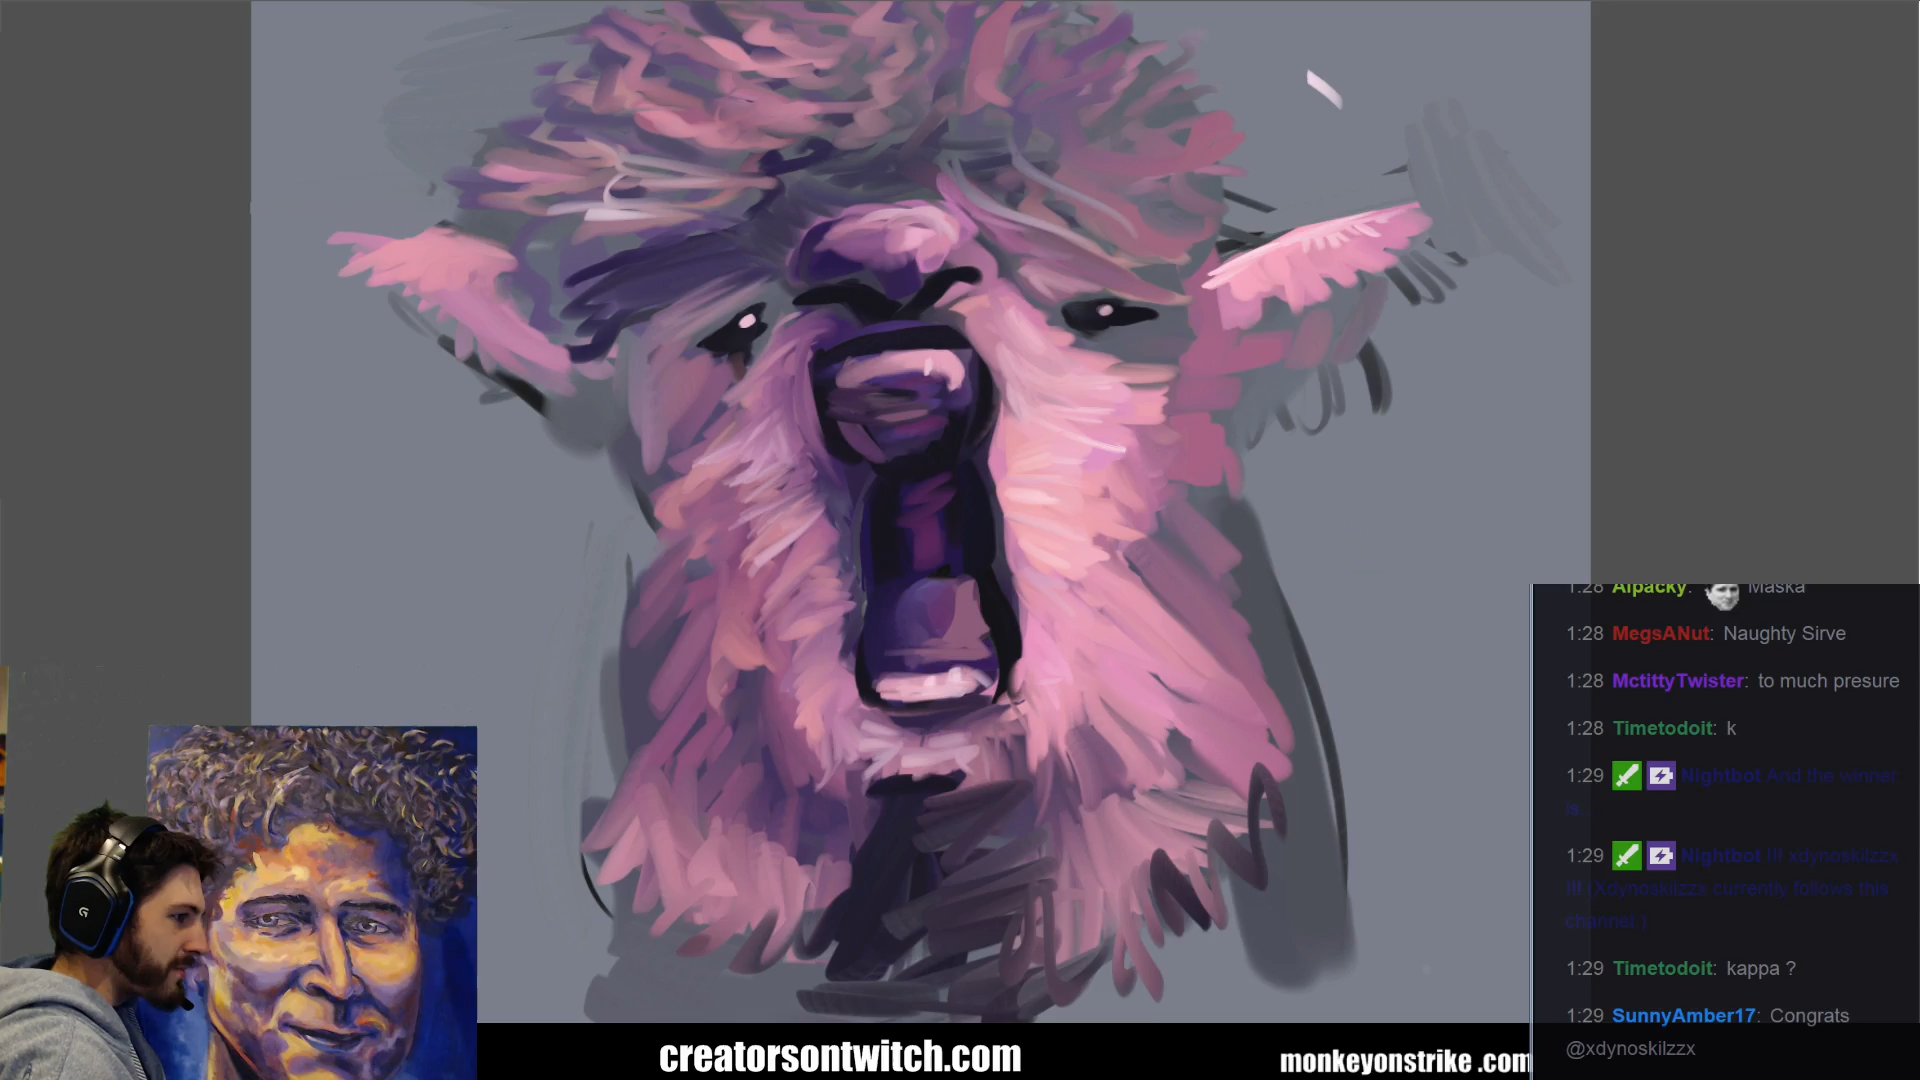 1:28 Alpacky: Maska
1:28 MegsANut: Naughty Sirve
1:28 MctittyTwister: to much presure
1:28 Timetodoit: k
1:29 Nightbot And the winner
is
1:29 Nightbot !!! xdynoskilzzx
!!! (Xdynoskilzzx currently follows this
channel )
1:29 Timetodoit: kappa ?
1:29 SunnyAmber17: Congrats
@xdynoskilzzx
creatorsontwitch.com
monkeyonstrike .com